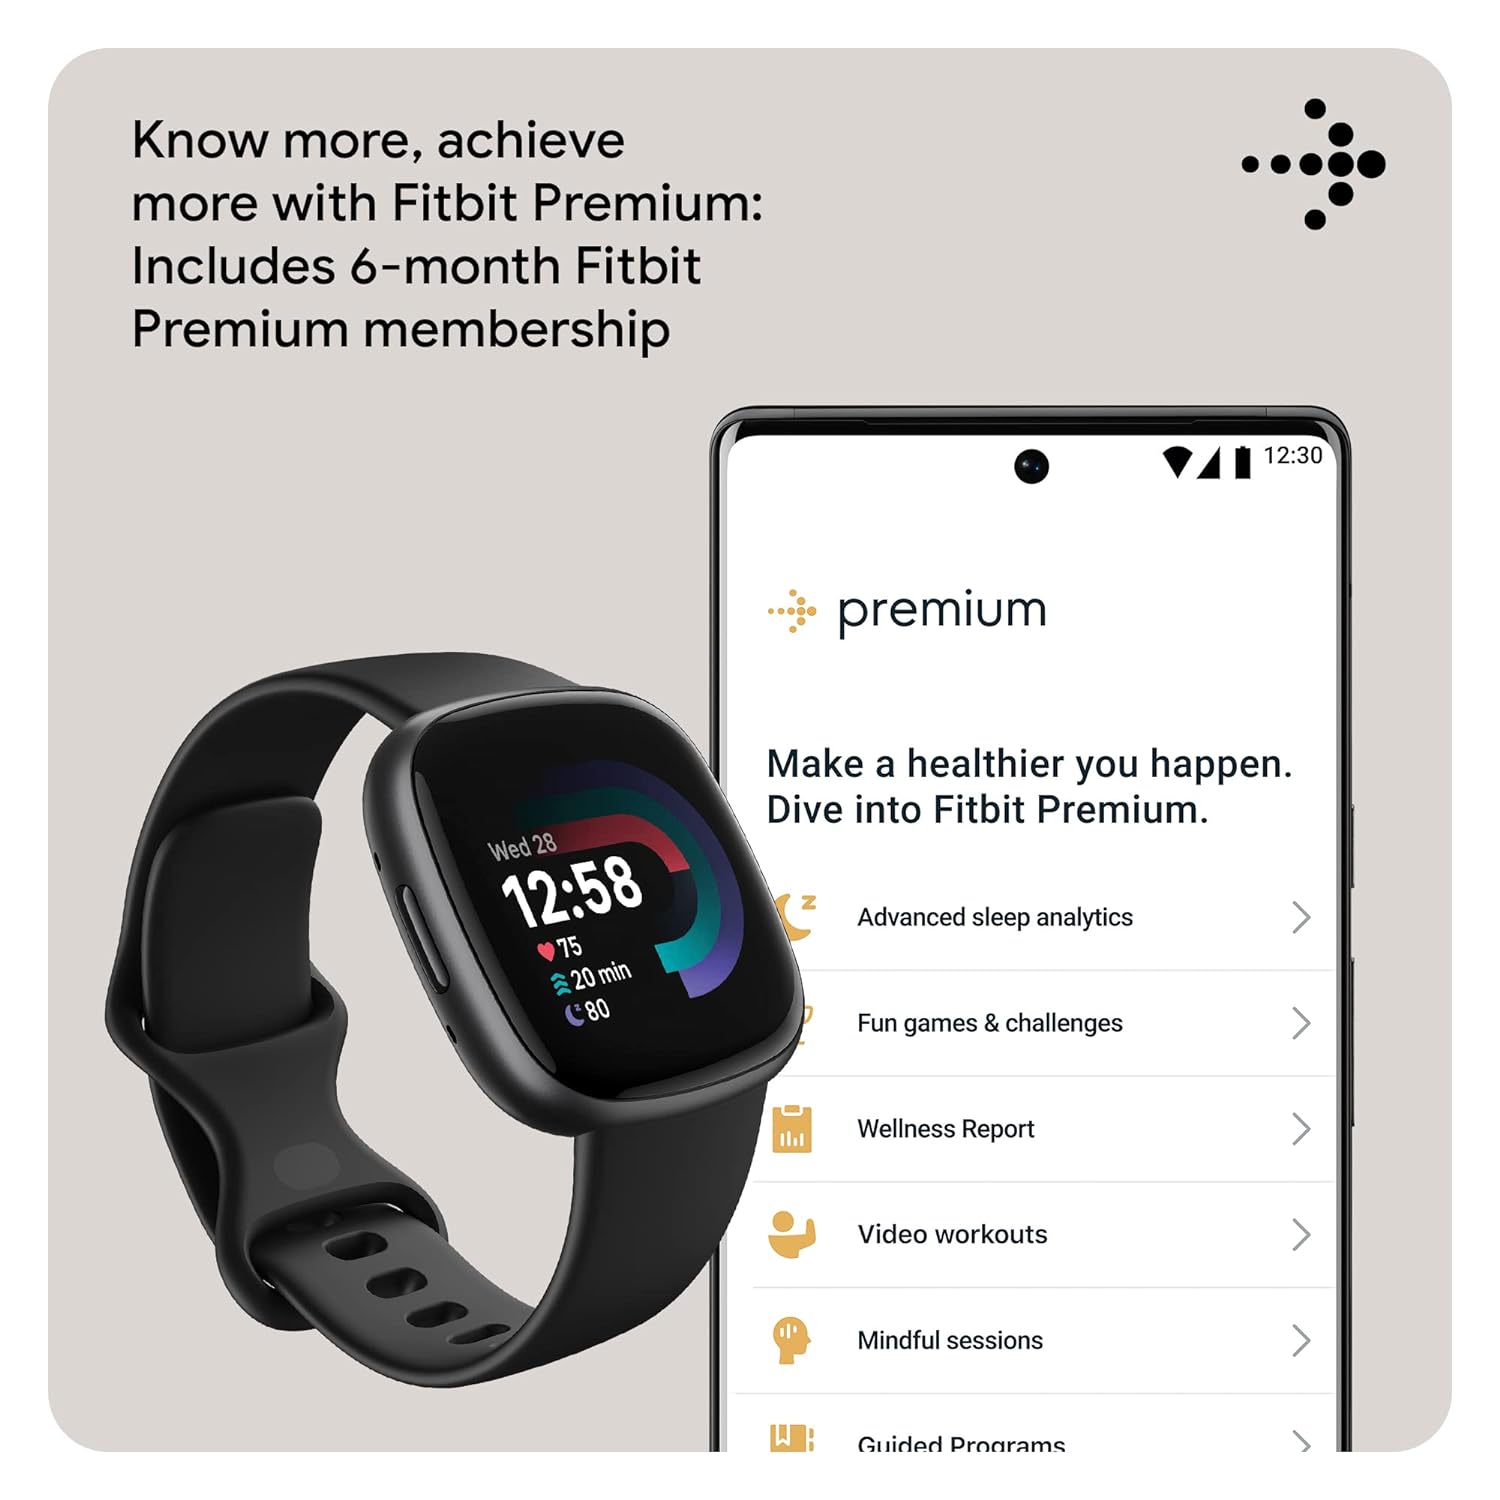 Know more, achieve
more with Fitbit Premium:
Includes 6-month Fitbit
Premium membership
12:30
premium
Make a healthier you happen.
Dive into Fitbit Premium.
Wed 28
12:58
75
20 min
z 80
z
Advanced sleep analytics
Fun games & challenges
Wellness Report
Video workouts
Mindful sessions
Guided Programs